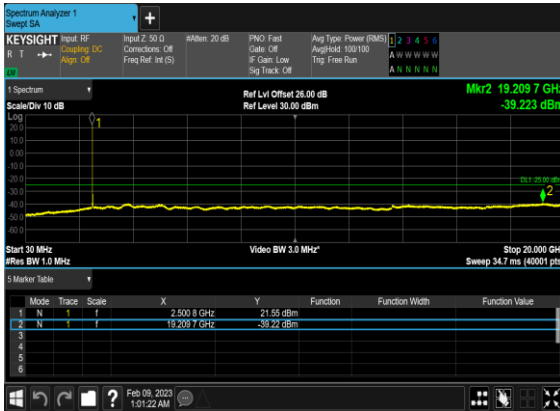 Spectrum Analyzer 1
Swept SA
+
KEYSIGHT
R T
Input: RF
Coupling: DC
Align: Off
Input Z: 50 Ω
Corrections: Off
Freq Ref: Int (S)
#Atten: 20 dB
PNO: Fast
Gate: Off
IF Gain: Low
Sig Track: Off
Avg Type: Power (RMS)
Avg|Hold: 100/100
Trig: Free Run
1 2 3 4 5 6
A W W W W W
A N N N N N
1 Spectrum
Scale/Div 10 dB
Ref Lvl Offset 26.00 dB
Ref Level 30.00 dBm
Mkr2 19.209 7 GHz
-39.223 dBm
Log
20.0
10.0
0.00
-10.0
-20.0
-30.0
-40.0
-50.0
-60.0
1
DL1 -25.00 dBm
2
Start 30 MHz
#Res BW 1.0 MHz
Video BW 3.0 MHz*
Stop 20.000 GHz
Sweep 34.7 ms (40001 pts)
5 Marker Table
Mode Trace Scale X Y Function Function Width Function Value
1 N 1 f 2.500 8 GHz 21.55 dBm
2 N 1 f 19.209 7 GHz -39.22 dBm
3
4
5
6
?
Feb 09, 2023
1:01:22 AM